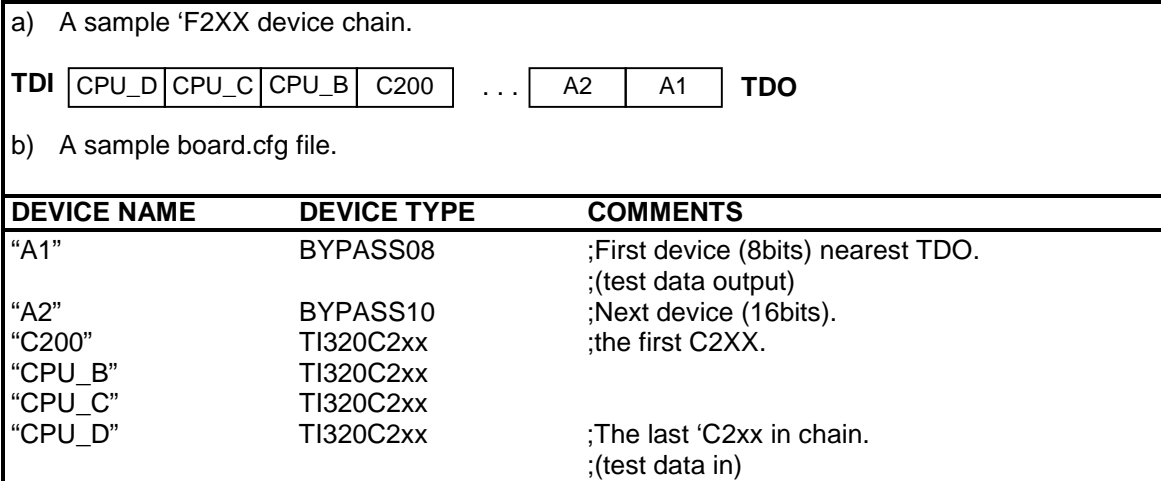 a) A sample ‘F2XX device chain.
TDI CPU_D CPU_C CPU_B C200 . . . A2 A1 TDO
b) A sample board.cfg file.
DEVICE NAME DEVICE TYPE COMMENTS
“A1” BYPASS08 ;First device (8bits) nearest TDO.
;(test data output)
“A2” BYPASS10 ;Next device (16bits).
“C200” TI320C2xx ;the first C2XX.
“CPU_B” TI320C2xx
“CPU_C” TI320C2xx
“CPU_D” TI320C2xx ;The last ‘C2xx in chain.
;(test data in)